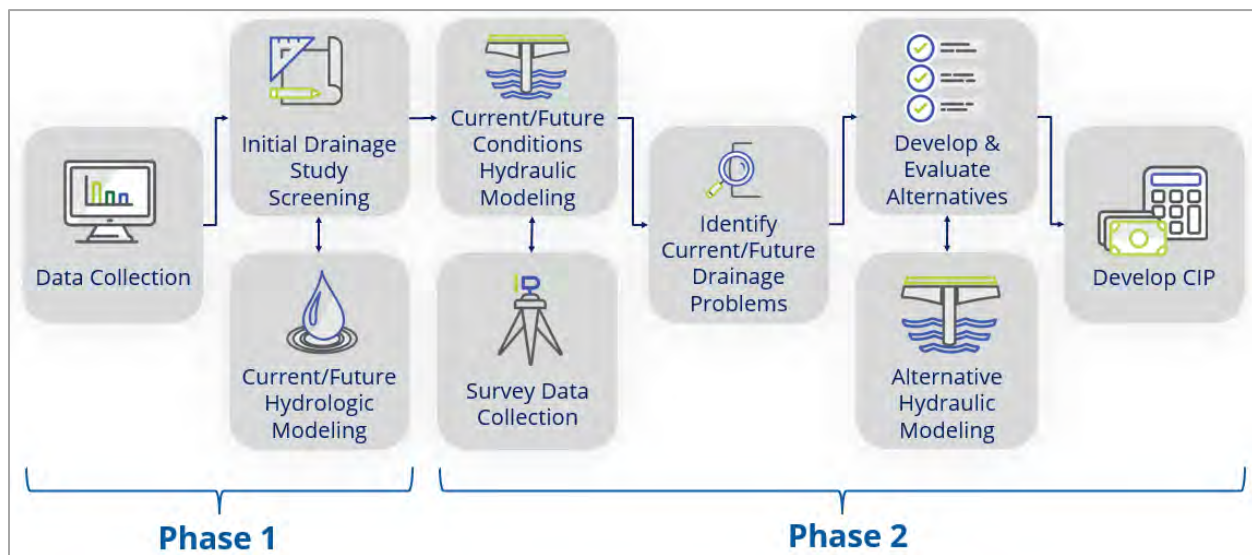 Data Collection
Initial Drainage
Study
Screening
Current/Future
Hydrologic
Modeling
Current/Future
Conditions
Hydraulic
Modeling
Survey Data
Collection
Identify
Current/Future
Drainage
Problems
Develop &
Evaluate
Alternatives
Alternative
Hydraulic
Modeling
Develop CIP
Phase 1
Phase 2